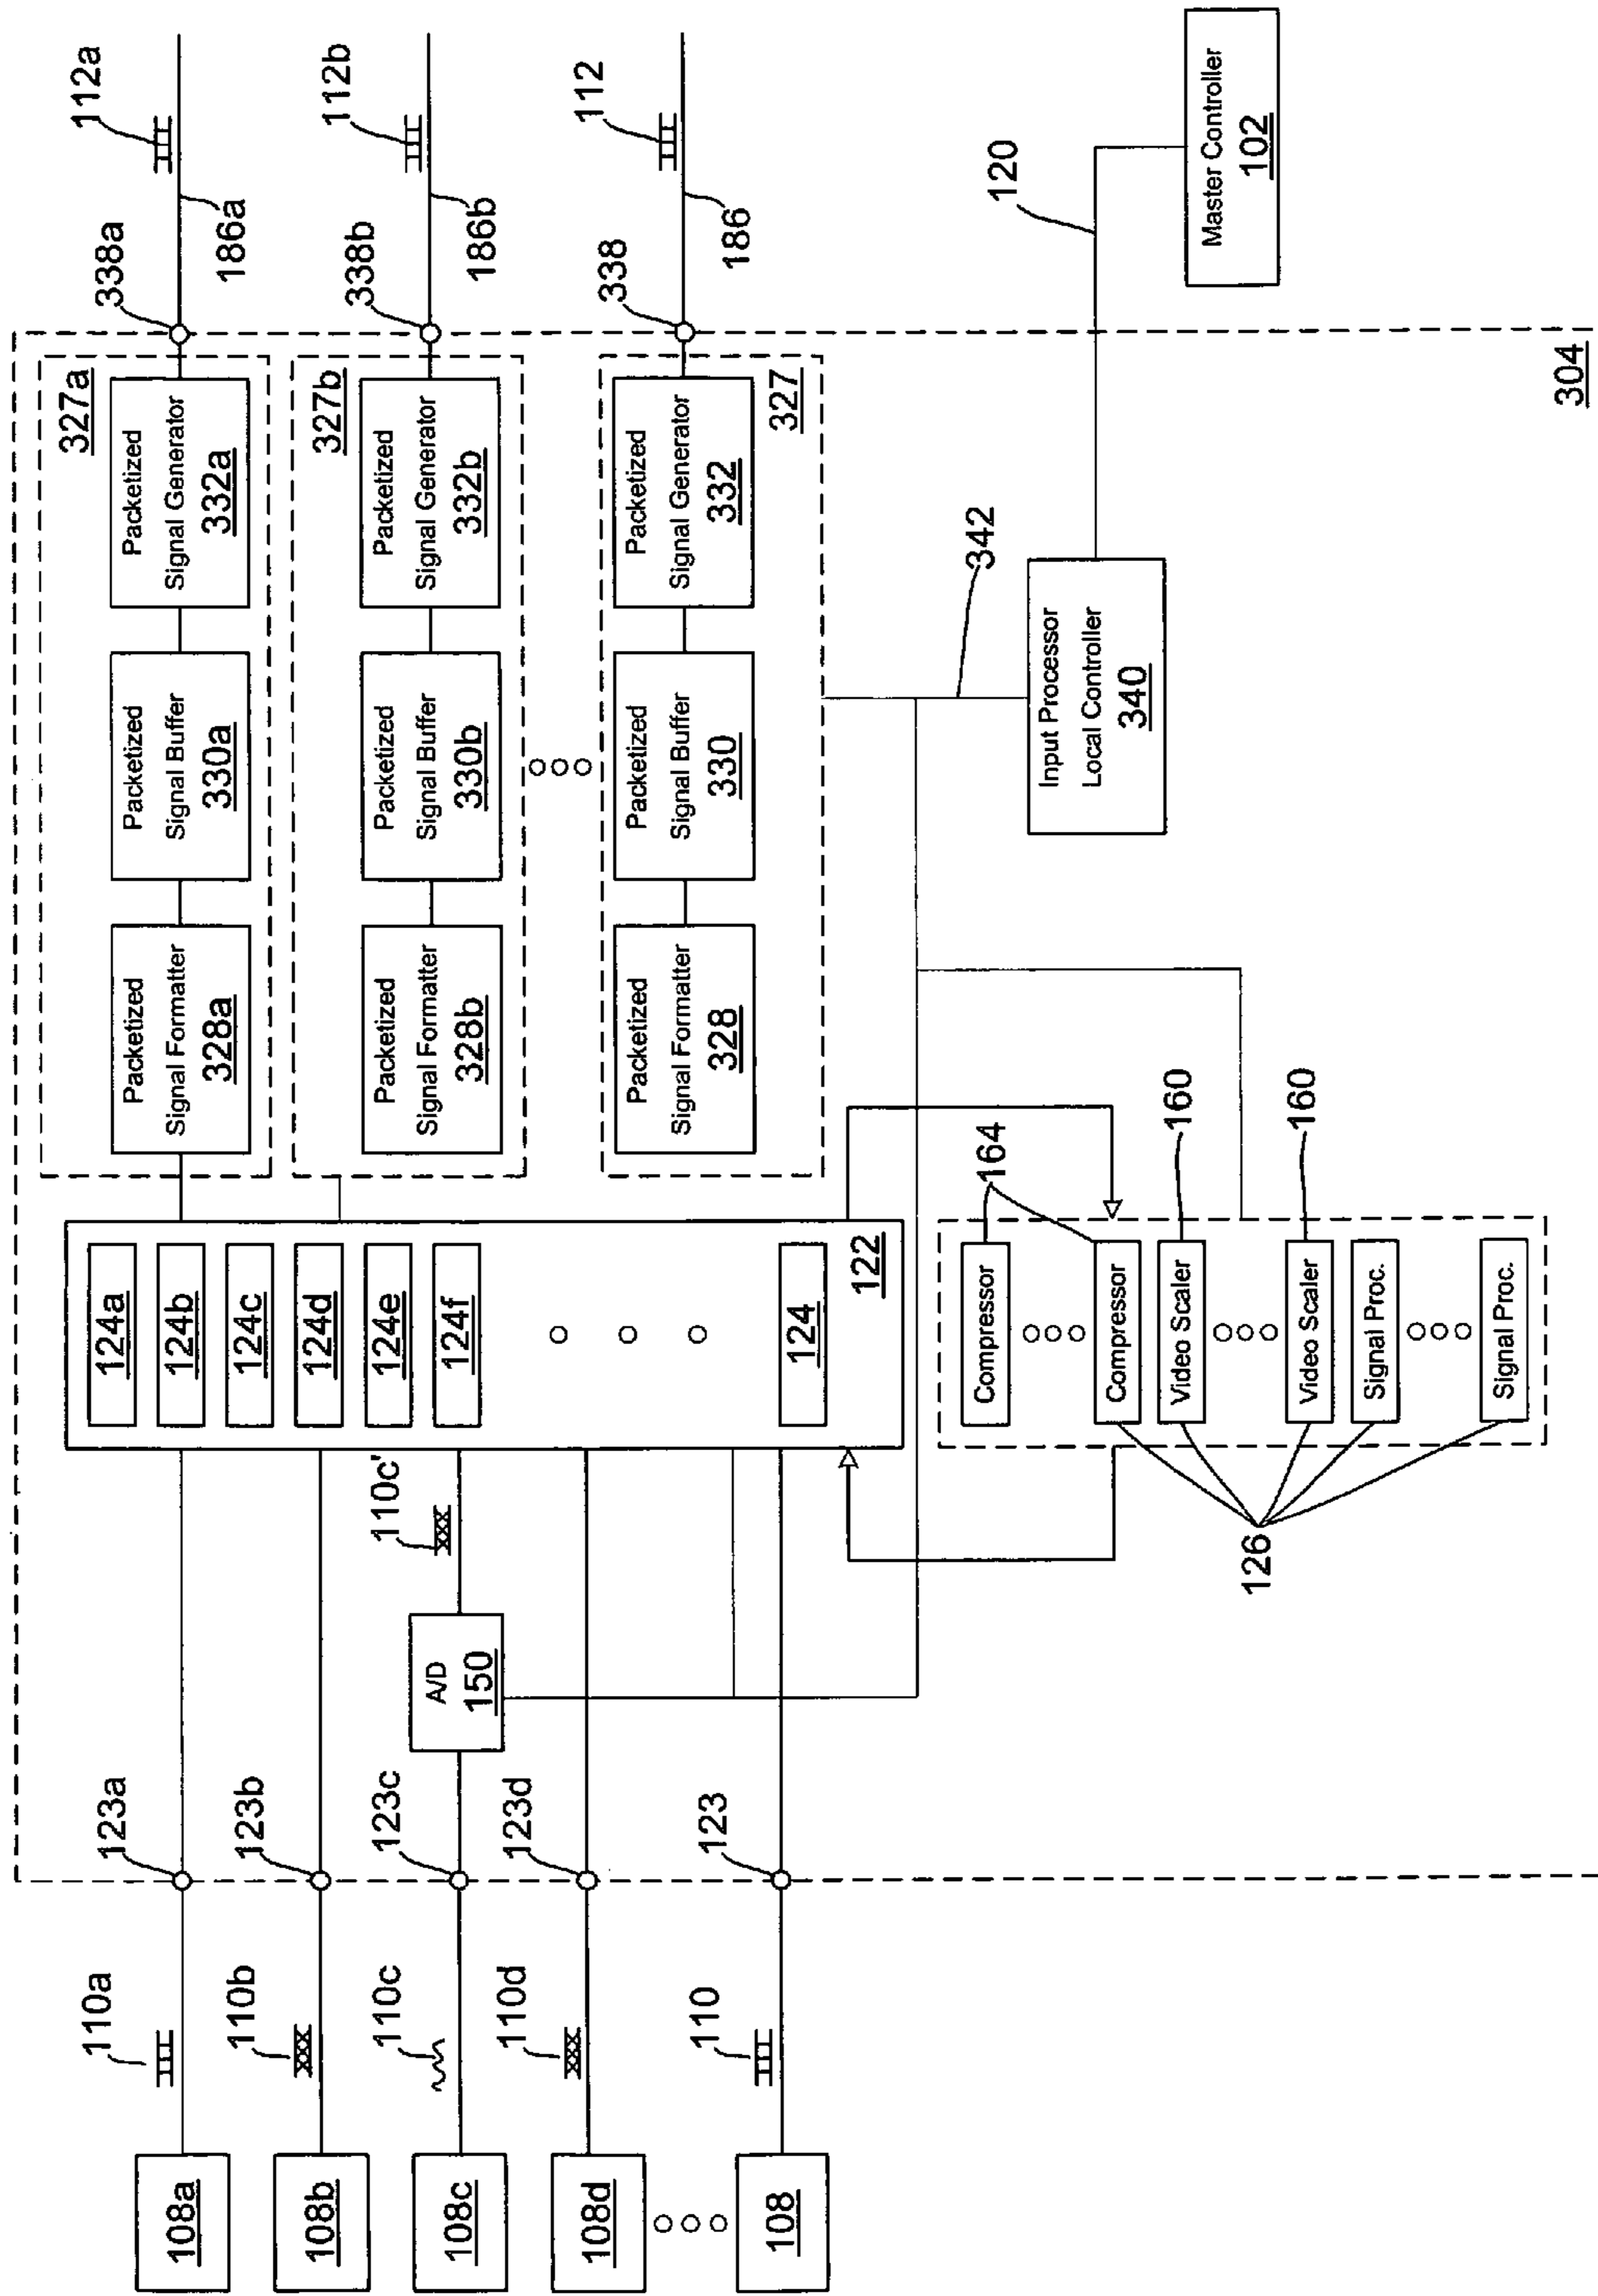 108a
108b
108c
108d
108
110a
110b
110c
110d
110
123a
123b
123c
123d
123
A/D
150
110c'
124a
124b
124c
124d
124e
124f
124
122
Packetized
Signal Formatter
328a
Packetized
Signal Buffer
330a
Packetized
Signal Generator
332a
327a
Packetized
Signal Formatter
328b
Packetized
Signal Buffer
330b
Packetized
Signal Generator
332b
327b
Packetized
Signal Formatter
328
Packetized
Signal Buffer
330
Packetized
Signal Generator
332
327
338a
338b
338
112a
186a
112b
186b
112
186
126
Compressor
Compressor
Video Scaler
Video Scaler
Signal Proc.
Signal Proc.
164
160
160
342
Input Processor
Local Controller
340
120
Master Controller
102
304